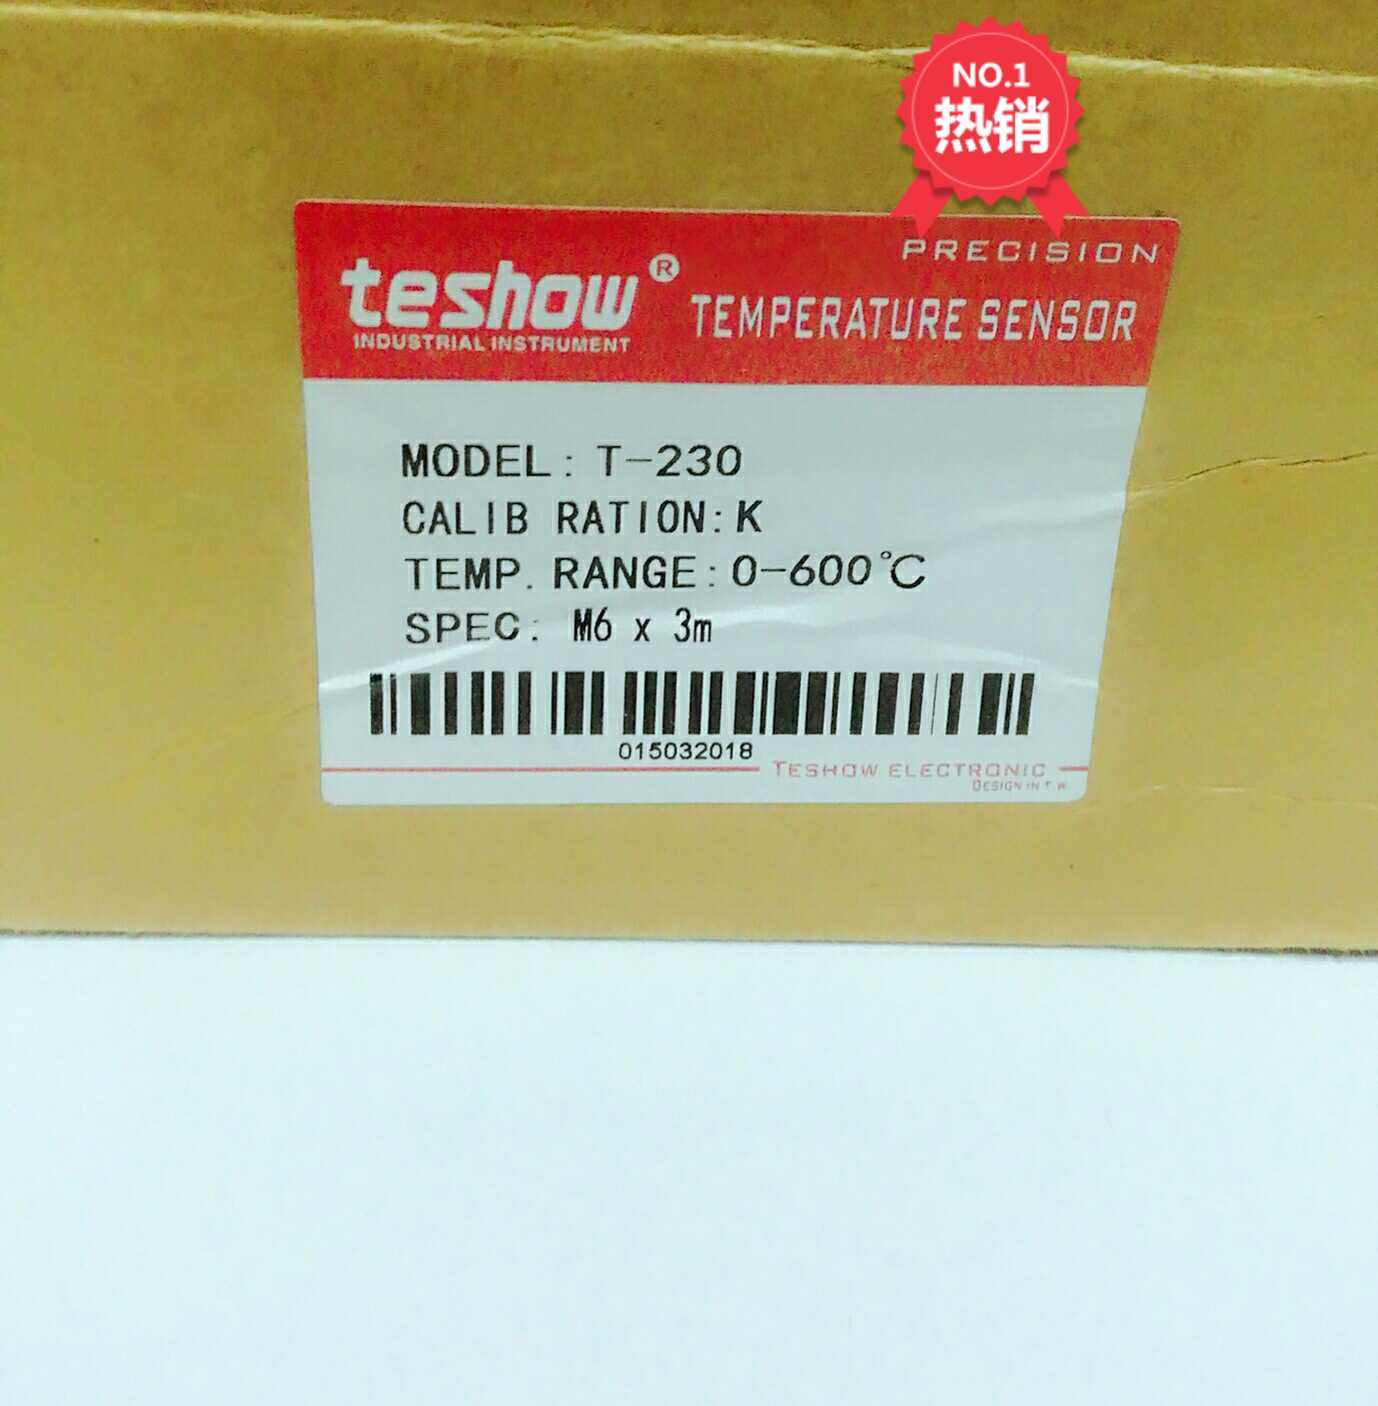 NO.1
热销
PRECISION
teshow®
TEMPERATURE SENSOR
INDUSTRIAL INSTRUMENT
MODEL: T-230
CALIB RATION: K
TEMP. RANGE: 0-600℃
SPEC: M6 x 3m
015032018
TESHOW ELECTRONIC
DESIGN IN T.W